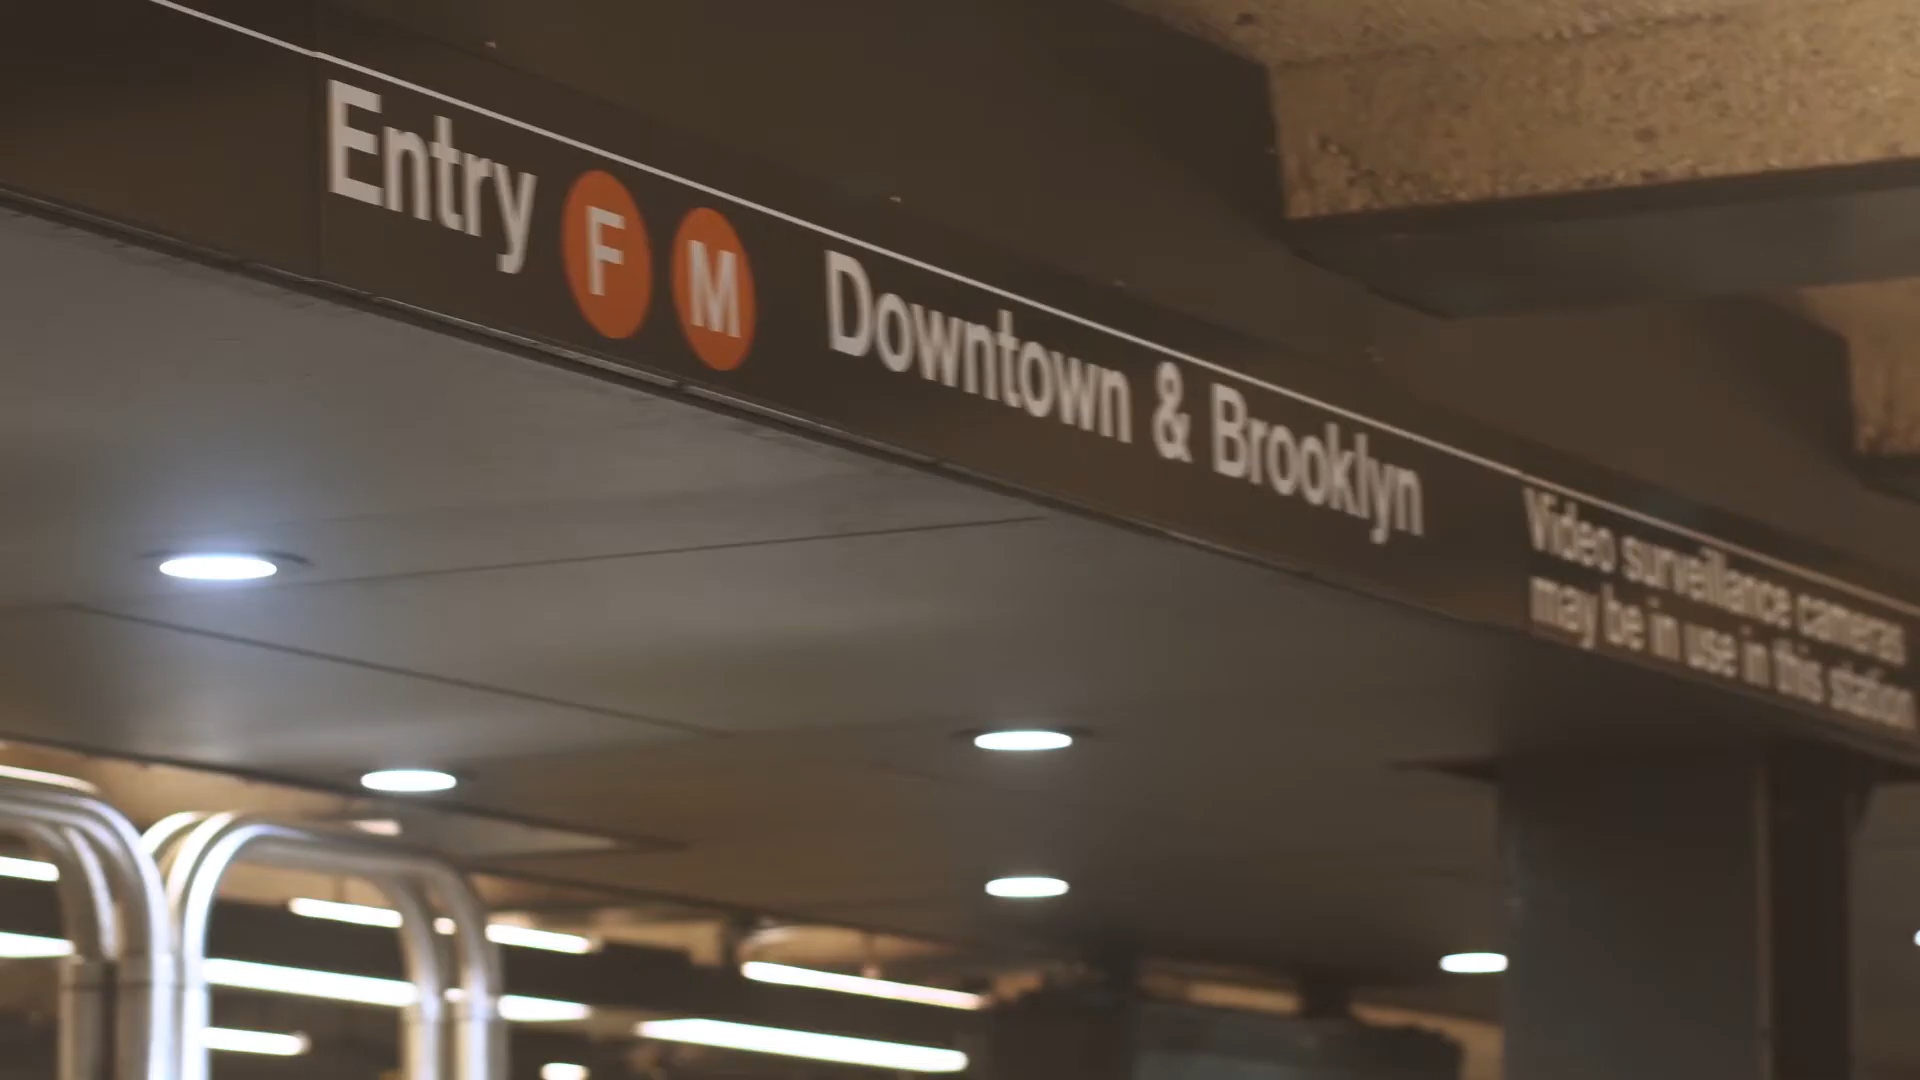 Entry F M Downtown & Brooklyn
Video surveillance cameras
may be in use in this station